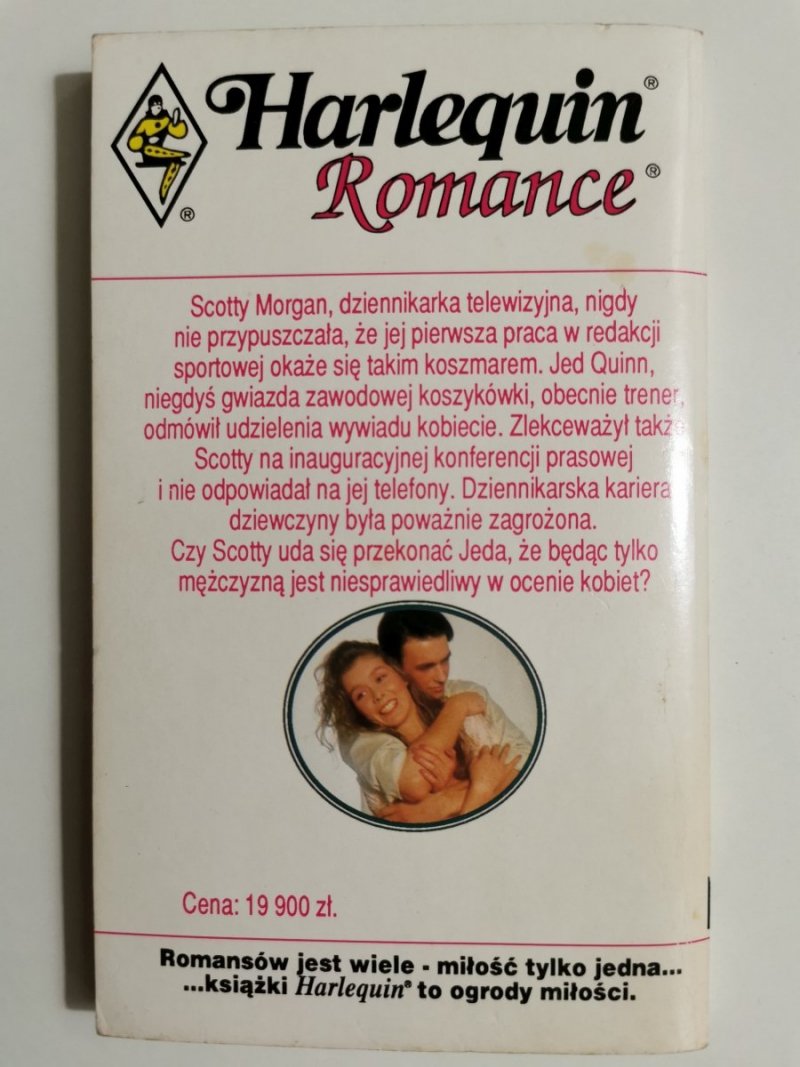 Harlequin®
Romance®
®
Scotty Morgan, dziennikarka telewizyjna, nigdy
nie przypuszczała, że jej pierwsza praca w redakcji
sportowej okaże się takim koszmarem. Jed Quinn,
niegdyś gwiazda zawodowej koszykówki, obecnie trener,
odmówił udzielenia wywiadu kobiecie. Zlekceważył także
Scotty na inauguracyjnej konferencji prasowej
i nie odpowiadał na jej telefony. Dziennikarska kariera
dziewczyny była poważnie zagrożona.
Czy Scotty uda się przekonać Jeda, że będąc tylko
mężczyzną jest niesprawiedliwy w ocenie kobiet?
Cena: 19 900 zł.
Romansów jest wiele - miłość tylko jedna...
...książki Harlequin® to ogrody miłości.